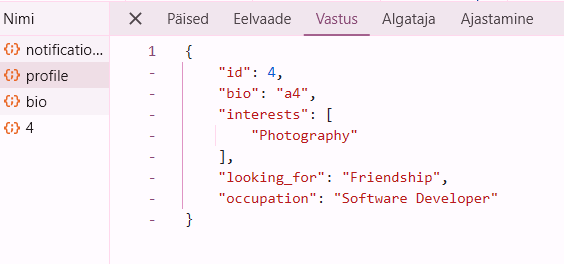 Nimi
Päised Eelvaade Vastus Algataja Ajastamine
notificatio...
profile
bio
4
1 {
- "id": 4,
- "bio": "a4",
- "interests": [
- "Photography"
- ],
- "looking_for": "Friendship",
- "occupation": "Software Developer"
- }